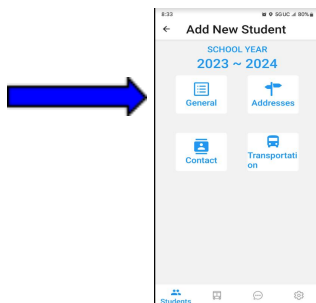 8:33
5G UC 80%
Add New Student
SCHOOL YEAR
2023 ~ 2024
General
Addresses
Contact
Transportati
on
Students